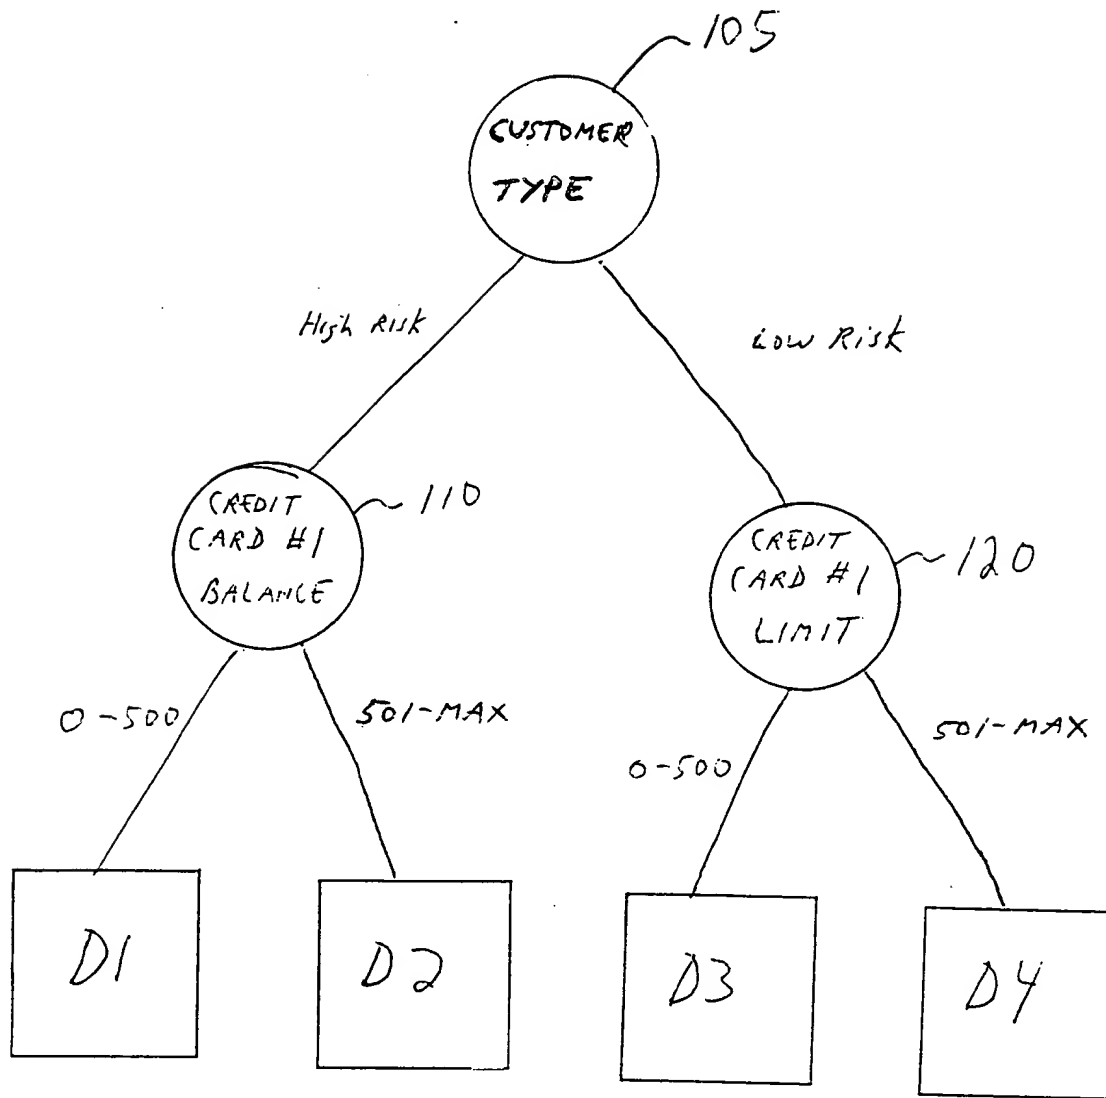 105
CUSTOMER
TYPE
High Risk
Low Risk
CREDIT
CARD #1
BALANCE
110
CREDIT
CARD #1
LIMIT
120
0-500
501-MAX
0-500
501-MAX
D1
D2
D3
D4